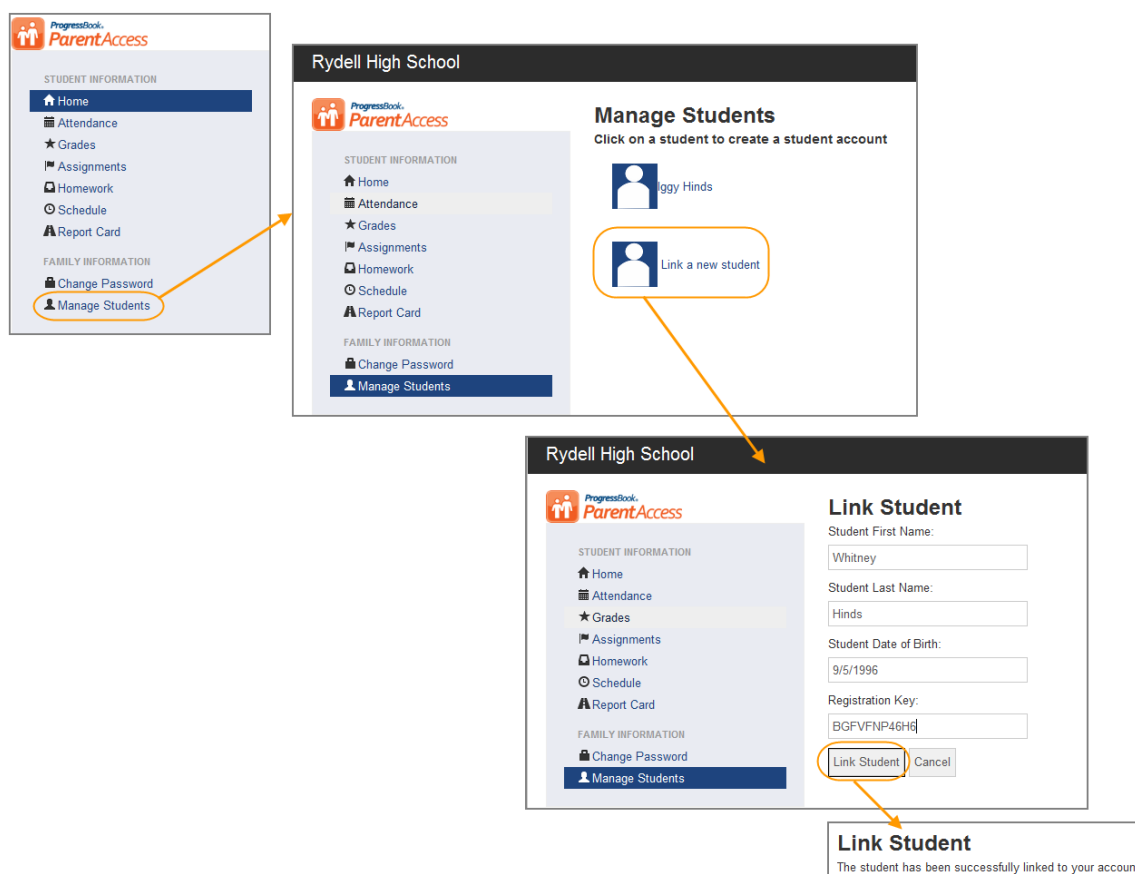 ProgressBook.
ParentAccess
STUDENT INFORMATION
Home
Attendance
Grades
Assignments
Homework
Schedule
Report Card
FAMILY INFORMATION
Change Password
Manage Students
Rydell High School
ProgressBook.
ParentAccess
STUDENT INFORMATION
Home
Attendance
Grades
Assignments
Homework
Schedule
Report Card
FAMILY INFORMATION
Change Password
Manage Students
Manage Students
Click on a student to create a student account
Iggy Hinds
Link a new student
Rydell High School
ProgressBook.
ParentAccess
STUDENT INFORMATION
Home
Attendance
Grades
Assignments
Homework
Schedule
Report Card
FAMILY INFORMATION
Change Password
Manage Students
Link Student
Student First Name:
Whitney
Student Last Name:
Hinds
Student Date of Birth:
9/5/1996
Registration Key:
BGFVFNP46H6
Link Student Cancel
Link Student
The student has been successfully linked to your accoun